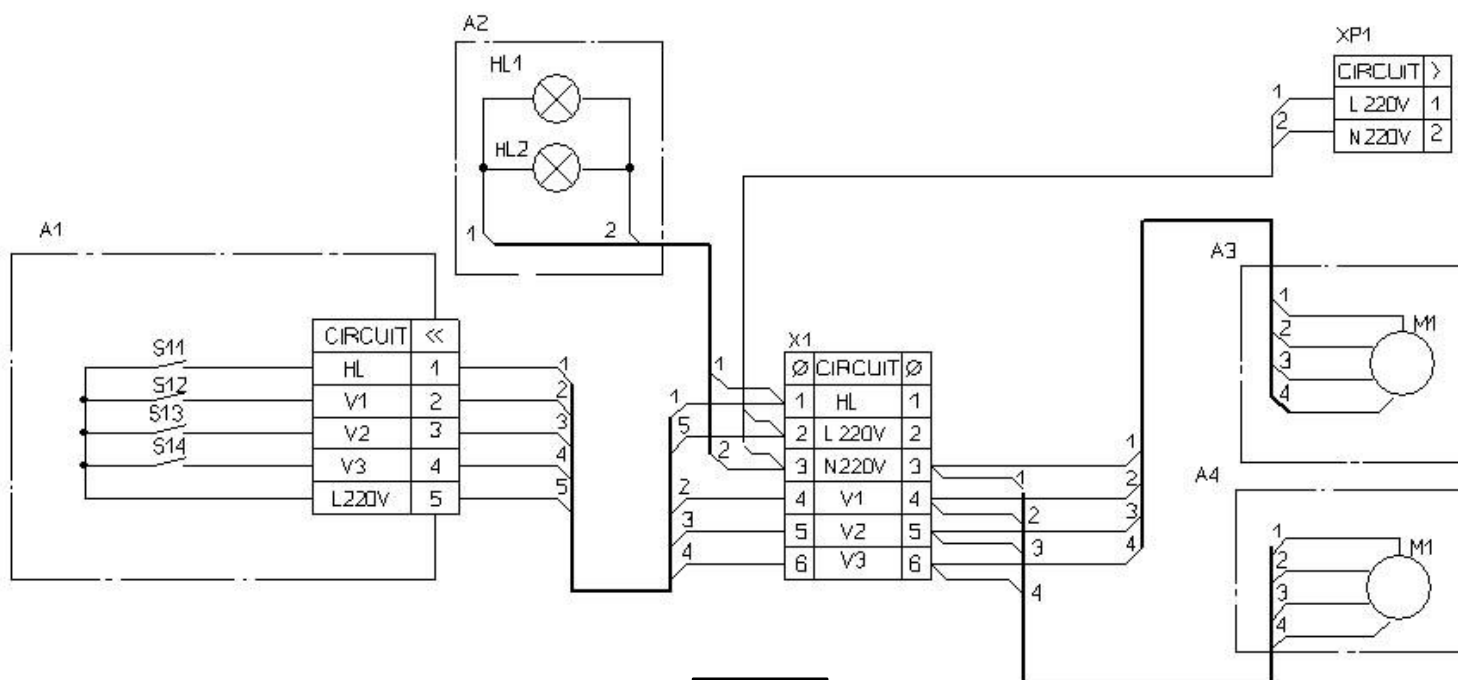 A2
HL1
HL2
1 2
XP1
CIRCUIT >
1 L 220V 1
2 N 220V 2
A1
S11
S12
S13
S14
CIRCUIT <<
HL 1 1
V1 2 2
V2 3 3
V3 4 4
L220V 5 5
X1
Ø CIRCUIT Ø
1 1 1 HL 1
5 2 L 220V 2
2 3 N220V 3 1 1
2 4 V1 4 2 2
3 5 V2 5 3 3
4 6 V3 6 4 4
A3
1
2
3
4
M1
A4
1
2
3
4
M1